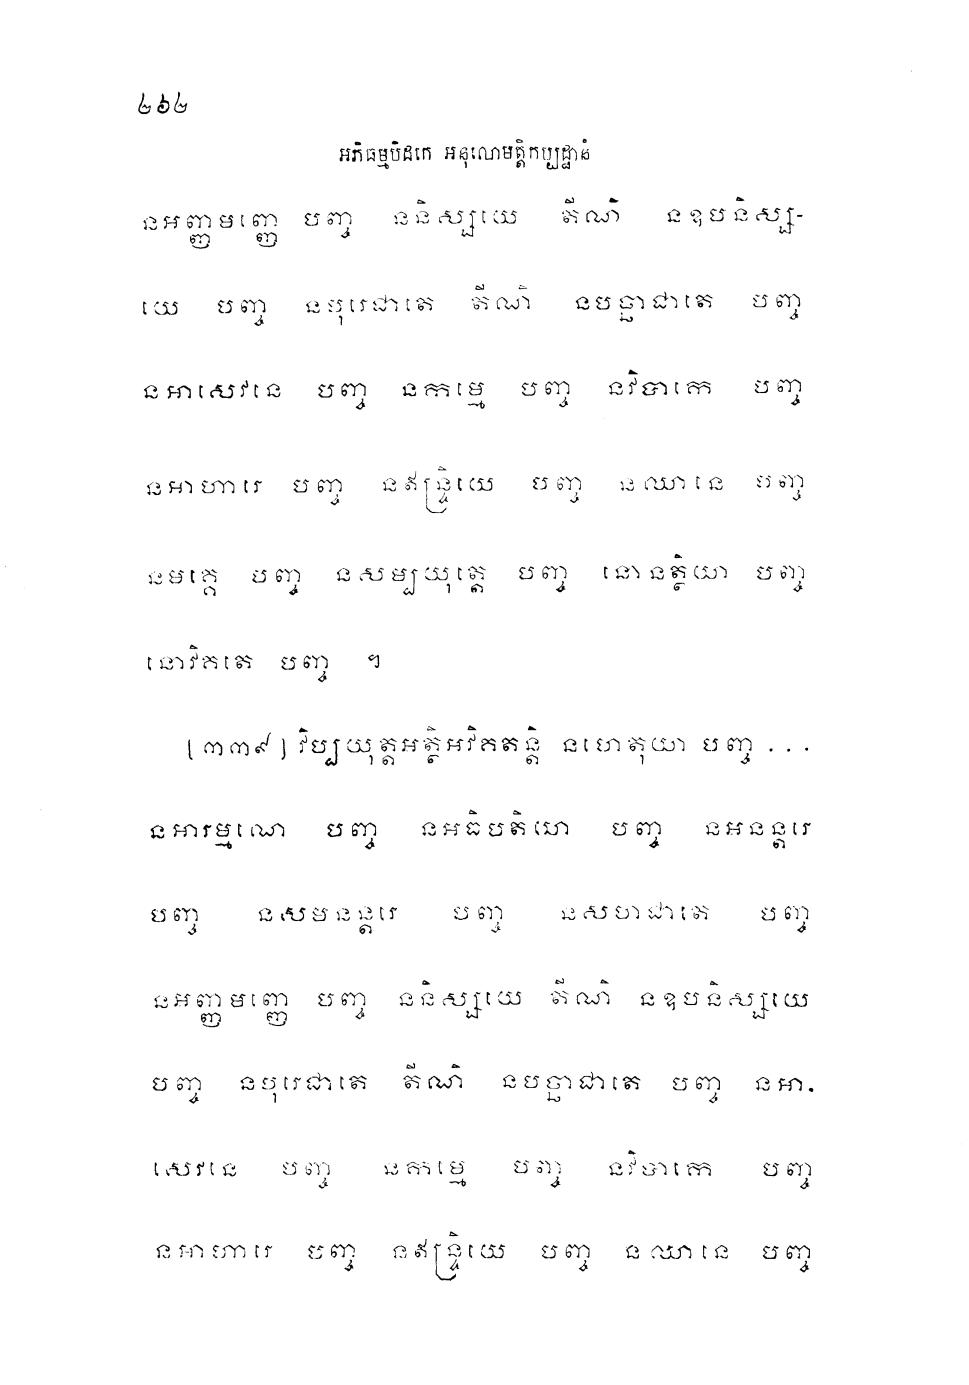 ២៦២
អភិធម្មបិដកេ អនុលោមត្តិកប្បដ្ឋានំ
នអញ្ញមញ្ញេ បញ្ច ននិស្សយេ តីណិ នឧបនិស្ស-
យេ បញ្ច នបុរេជាតេ តីណិ នបច្ឆាជាតេ បញ្ច
នអាសេវនេ បញ្ច នកម្មេ បញ្ច នវិបាកេ បញ្ច
នអាហារេ បញ្ច នឥន្ទ្រិយេ បញ្ច នឈានេ បញ្ច
នមគ្គេ បញ្ច នសម្បយុត្តេ បញ្ច នោនត្ថិយា បញ្ច
នោវិគតេ បញ្ច ។
[៣៣៩] វិប្បយុត្តអត្ថិអវិគតន្តិ នហេតុយា បញ្ច ...
នអារម្មណេ បញ្ច នអធិបតិយា បញ្ច នអនន្តរេ
បញ្ច នសមនន្តរេ បញ្ច នសហជាតេ បញ្ច
នអញ្ញមញ្ញេ បញ្ច ននិស្សយេ តីណិ នឧបនិស្សយេ
បញ្ច នបុរេជាតេ តីណិ នបច្ឆាជាតេ បញ្ច នអា-
សេវនេ បញ្ច នកម្មេ បញ្ច នវិបាកេ បញ្ច
នអាហារេ បញ្ច នឥន្ទ្រិយេ បញ្ច នឈានេ បញ្ច